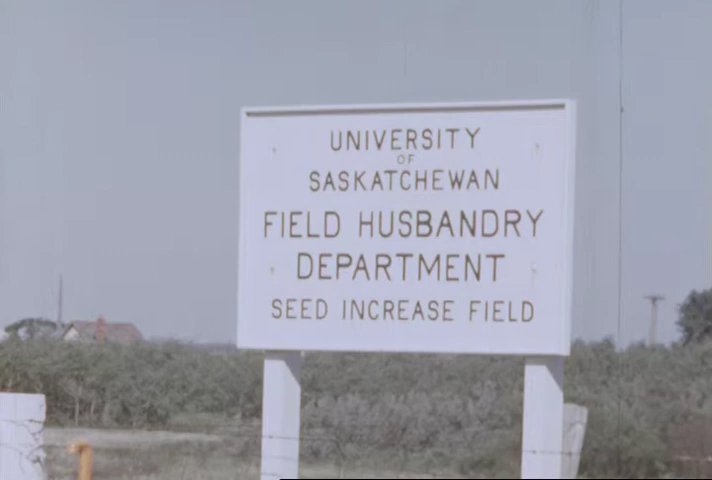 UNIVERSITY
OF
SASKATCHEWAN
FIELD HUSBANDRY
DEPARTMENT
SEED INCREASE FIELD